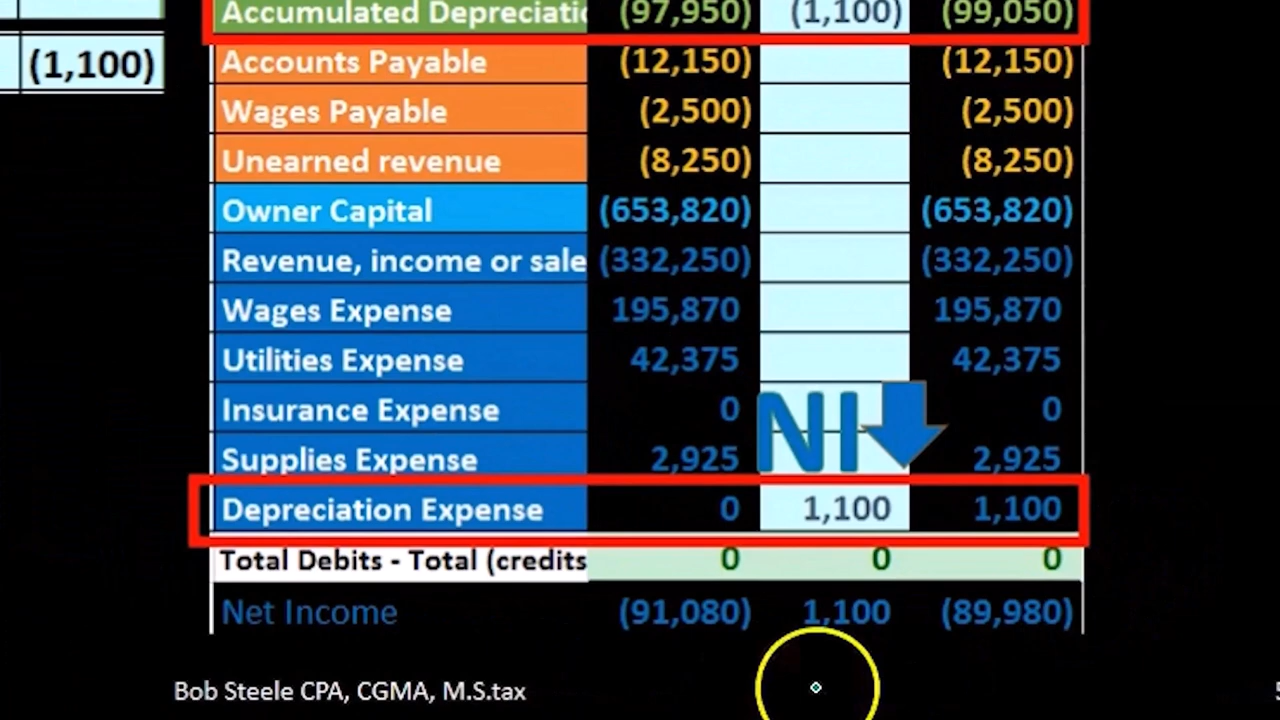 Accumulated Depreciatic (97,950) (1,100) (99,050)
(1,100)
Accounts Payable (12,150) (12,150)
Wages Payable (2,500) (2,500)
Unearned revenue (8,250) (8,250)
Owner Capital (653,820) (653,820)
Revenue, income or sale (332,250) (332,250)
Wages Expense 195,870 195,870
Utilities Expense 42,375 42,375
Insurance Expense 0 0
NI
Supplies Expense 2,925 2,925
Depreciation Expense 0 1,100 1,100
Total Debits - Total (credits 0 0 0
Net Income (91,080) 1,100 (89,980)
Bob Steele CPA, CGMA, M.S.tax